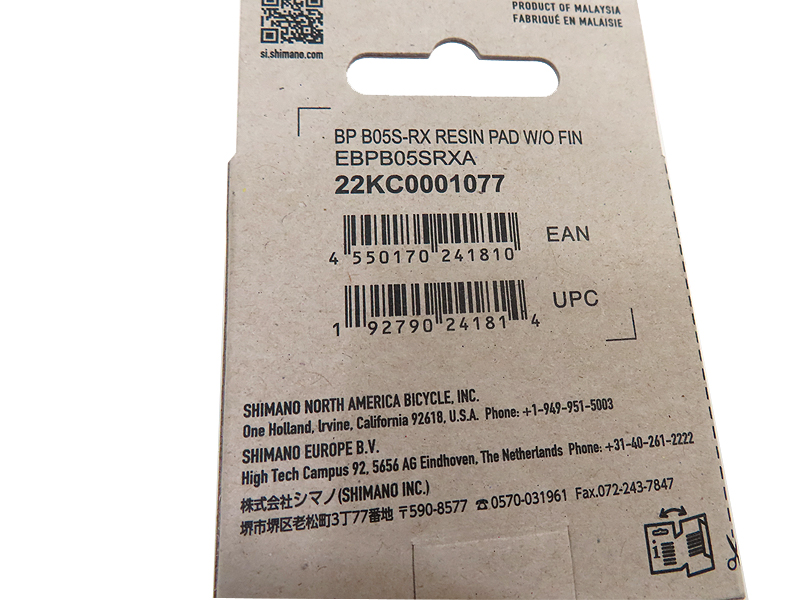 PRODUCT OF MALAYSIA
FABRIQUÉ EN MALAISIE
si.shimano.com
BP B05S-RX RESIN PAD W/O FIN
EBPB05SRXA
22KC0001077
EAN
4 550170 241810
UPC
1 92790 24181 4
SHIMANO NORTH AMERICA BICYCLE, INC.
One Holland, Irvine, California 92618, U.S.A. Phone: +1-949-951-5003
SHIMANO EUROPE B.V.
High Tech Campus 92, 5656 AG Eindhoven, The Netherlands Phone: +31-40-261-2222
株式会社シマノ(SHIMANO INC.)
堺市堺区老松町3丁77番地 〒590-8577 ☎0570-031961 Fax.072-243-7847
i